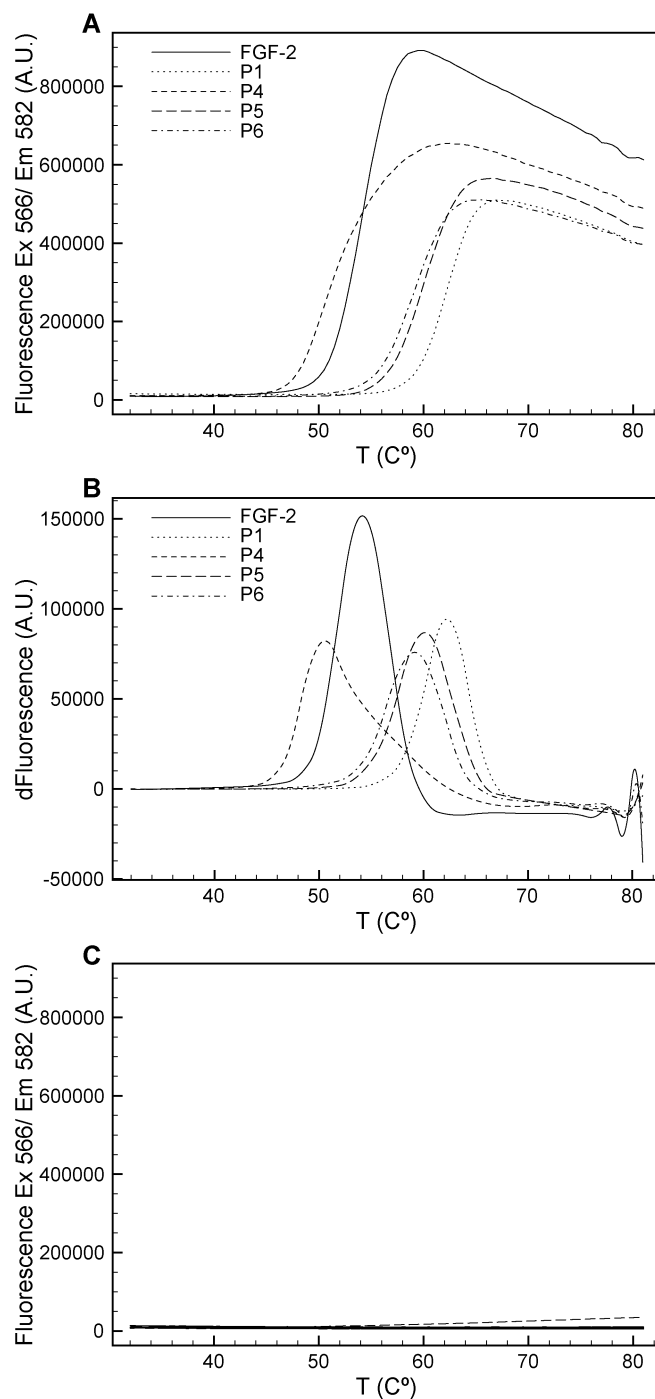 A
Fluorescence Ex 566/ Em 582 (A.U.)
800000
600000
400000
200000
0
FGF-2
P1
P4
P5
P6
40 50 60 70 80
T (Cº)
B
dFluorescence (A.U.)
150000
100000
50000
0
-50000
FGF-2
P1
P4
P5
P6
40 50 60 70 80
T (Cº)
C
Fluorescence Ex 566/ Em 582 (A.U.)
800000
600000
400000
200000
0
40 50 60 70 80
T (Cº)